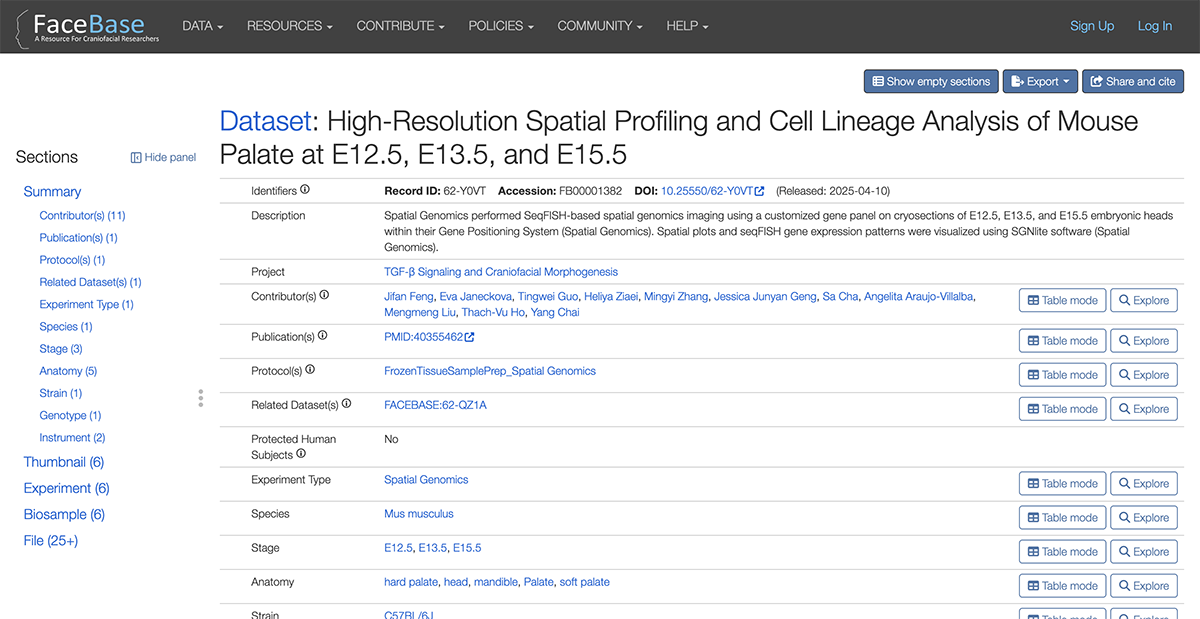 FaceBase
A Resource For Craniofacial Researchers
DATA RESOURCES CONTRIBUTE POLICIES COMMUNITY HELP Sign Up Log In
Show empty sections Export Share and cite
Dataset: High-Resolution Spatial Profiling and Cell Lineage Analysis of Mouse
Palate at E12.5, E13.5, and E15.5
Sections Hide panel
Summary
Contributor(s) (11)
Publication(s) (1)
Protocol(s) (1)
Related Dataset(s) (1)
Experiment Type (1)
Species (1)
Stage (3)
Anatomy (5)
Strain (1)
Genotype (1)
Instrument (2)
Thumbnail (6)
Experiment (6)
Biosample (6)
File (25+)
Identifiers Record ID: 62-Y0VT Accession: FB00001382 DOI: 10.25550/62-Y0VT (Released: 2025-04-10)
Description Spatial Genomics performed SeqFISH-based spatial genomics imaging using a customized gene panel on cryosections of E12.5, E13.5, and E15.5 embryonic heads
within their Gene Positioning System (Spatial Genomics). Spatial plots and seqFISH gene expression patterns were visualized using SGNlite software (Spatial
Genomics).
Project TGF-β Signaling and Craniofacial Morphogenesis
Contributor(s) Jifan Feng, Eva Janeckova, Tingwei Guo, Heliya Ziaei, Mingyi Zhang, Jessica Junyan Geng, Sa Cha, Angelita Araujo-Villalba, Table mode Explore
Mengmeng Liu, Thach-Vu Ho, Yang Chai
Publication(s) PMID:40355462 Table mode Explore
Protocol(s) FrozenTissueSamplePrep_Spatial Genomics Table mode Explore
Related Dataset(s) FACEBASE:62-QZ1A Table mode Explore
Protected Human No
Subjects
Experiment Type Spatial Genomics Table mode Explore
Species Mus musculus Table mode Explore
Stage E12.5, E13.5, E15.5 Table mode Explore
Anatomy hard palate, head, mandible, Palate, soft palate Table mode Explore
Strain C57BL/6J Table mode Explore